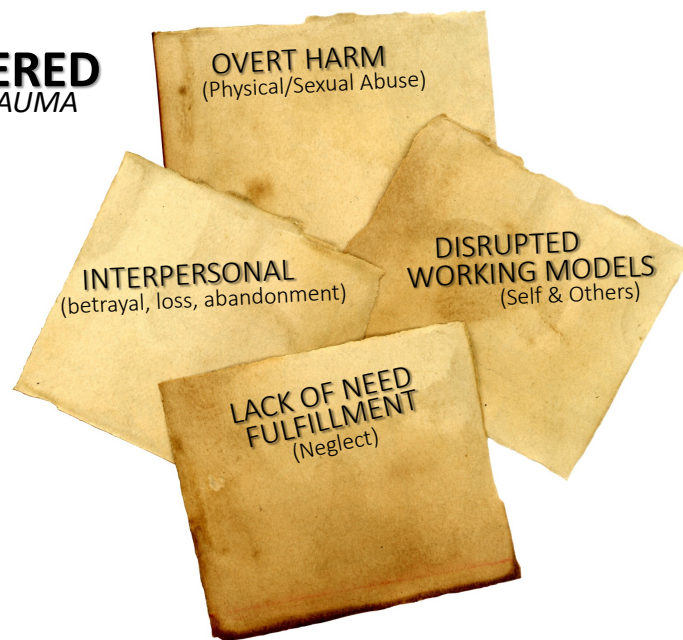 ERED
AUMA
OVERT HARM
(Physical/Sexual Abuse)
INTERPERSONAL
(betrayal, loss, abandonment)
DISRUPTED
WORKING MODELS
(Self & Others)
LACK OF NEED
FULFILLMENT
(Neglect)